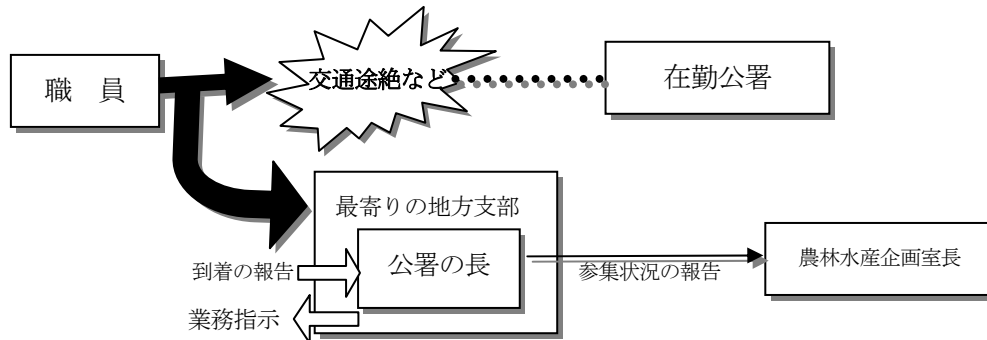 職　員
交通途絶など
在勤公署
最寄りの地方支部
公署の長
到着の報告
業務指示
参集状況の報告
農林水産企画室長